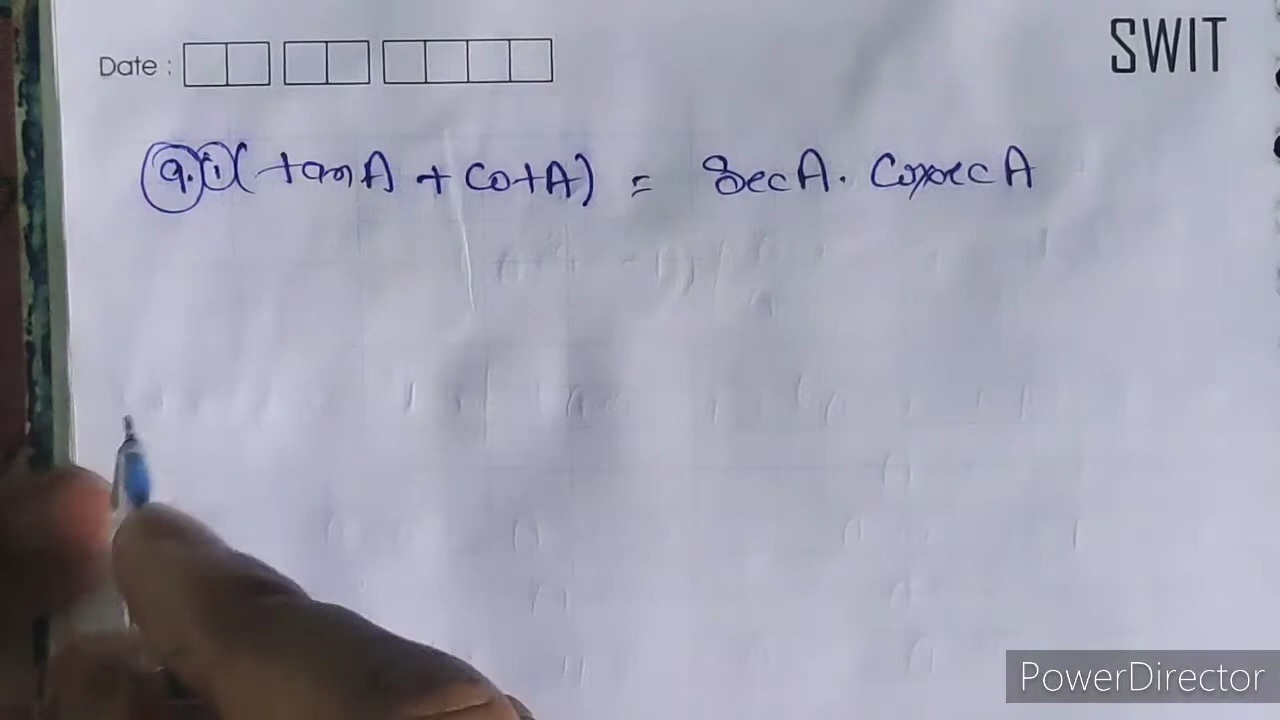 Date : SWIT
9. i ( tanA + cotA) = SecA. CosecA
PowerDirector